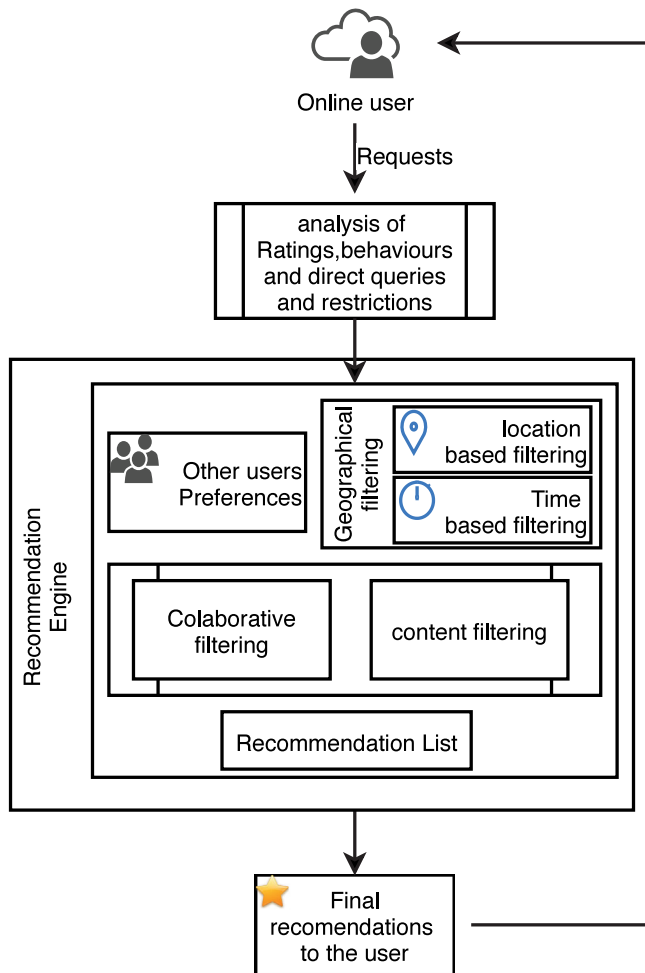 Online user
Requests
analysis of
Ratings,behaviours
and direct queries
and restrictions
Recommendation
Engine
Other users
Preferences
Geographical
filtering
location
based filtering
Time
based filtering
Colaborative
filtering
content filtering
Recommendation List
Final
recomendations
to the user